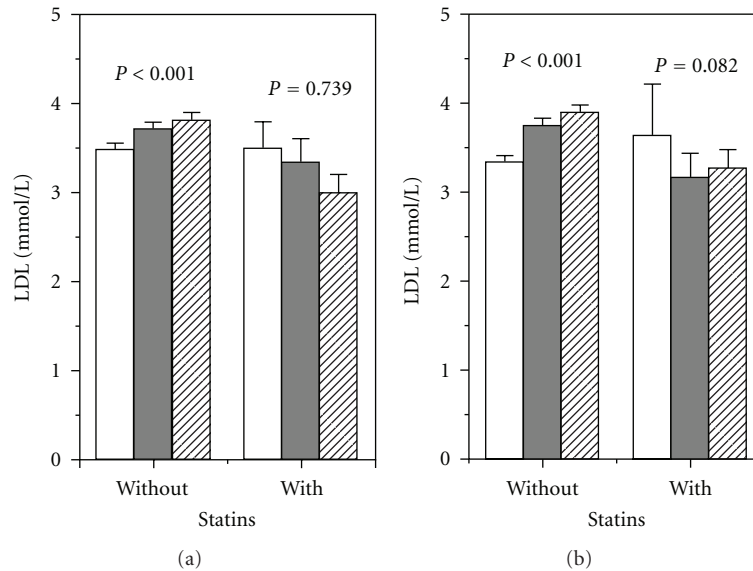 5
4
3
2
1
0
LDL (mmol/L)
P < 0.001
P = 0.739
Without
With
Statins
(a)
5
4
3
2
1
0
LDL (mmol/L)
P < 0.001
P = 0.082
Without
With
Statins
(b)